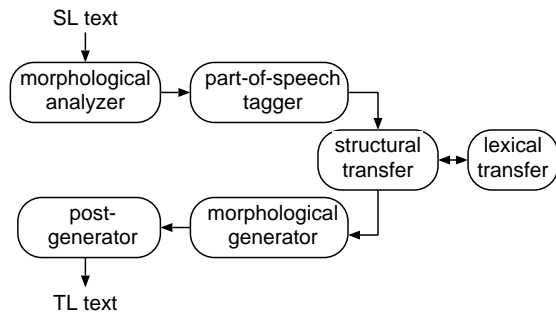 SL text
morphological
analyzer
part-of-speech
tagger
structural
transfer
lexical
transfer
morphological
generator
post-
generator
TL text